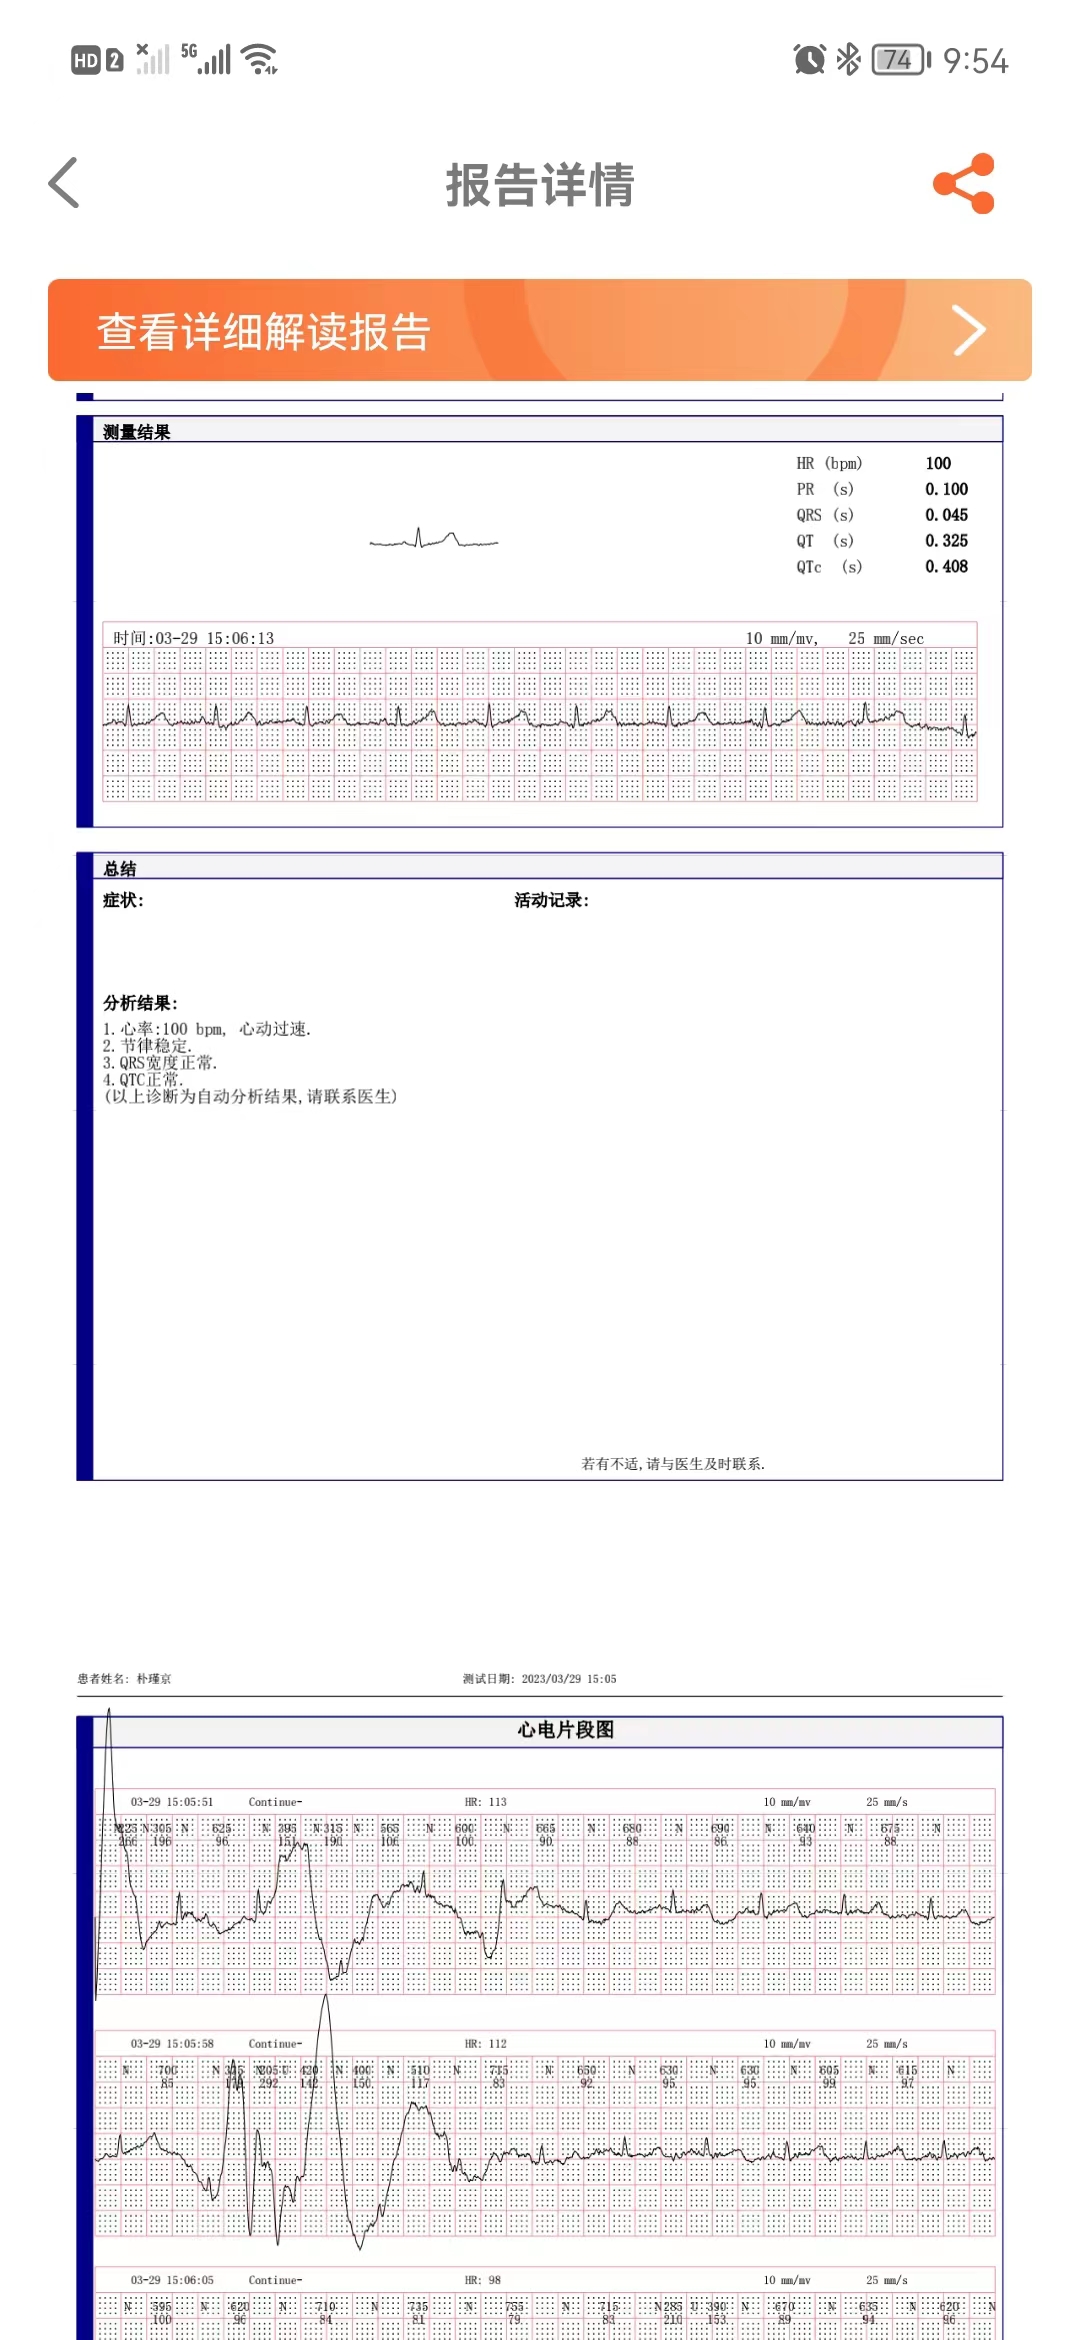 HD 2 5G 74 9:54
报告详情
查看详细解读报告
测量结果
HR (bpm) 100
PR (s) 0.100
QRS (s) 0.045
QT (s) 0.325
QTc (s) 0.408
时间:03-29 15:06:13 10 mm/mv, 25 mm/sec
总结
症状: 活动记录:
分析结果:
1.心率:100 bpm, 心动过速.
2.节律稳定.
3.QRS宽度正常.
4.QTC正常.
(以上诊断为自动分析结果,请联系医生)
若有不适,请与医生及时联系.
患者姓名: 朴瑾京 测试日期: 2023/03/29 15:05
心电片段图
03-29 15:05:51 Continue- HR: 113 10 mm/mv 25 mm/s
N 305 N 625 N 395 N 315 N 565 N 600 N 665 N 680 N 690 N 640 N 675 N
266 196 96 151 190 106 100 90 88 86 93 88
03-29 15:05:58 Continue- HR: 112 10 mm/mv 25 mm/s
N 700 N N 205 U 420 N 400 N 510 N 715 N 650 N 630 N 630 N 605 N 615 N
85 292 142 150 117 83 92 95 95 99 97
03-29 15:06:05 Continue- HR: 98 10 mm/mv 25 mm/s
N 595 N 620 N 710 N 735 N 755 N 715 N 285 U 390 N 670 N 635 N 620 N
100 96 84 81 79 83 210 153 89 94 96